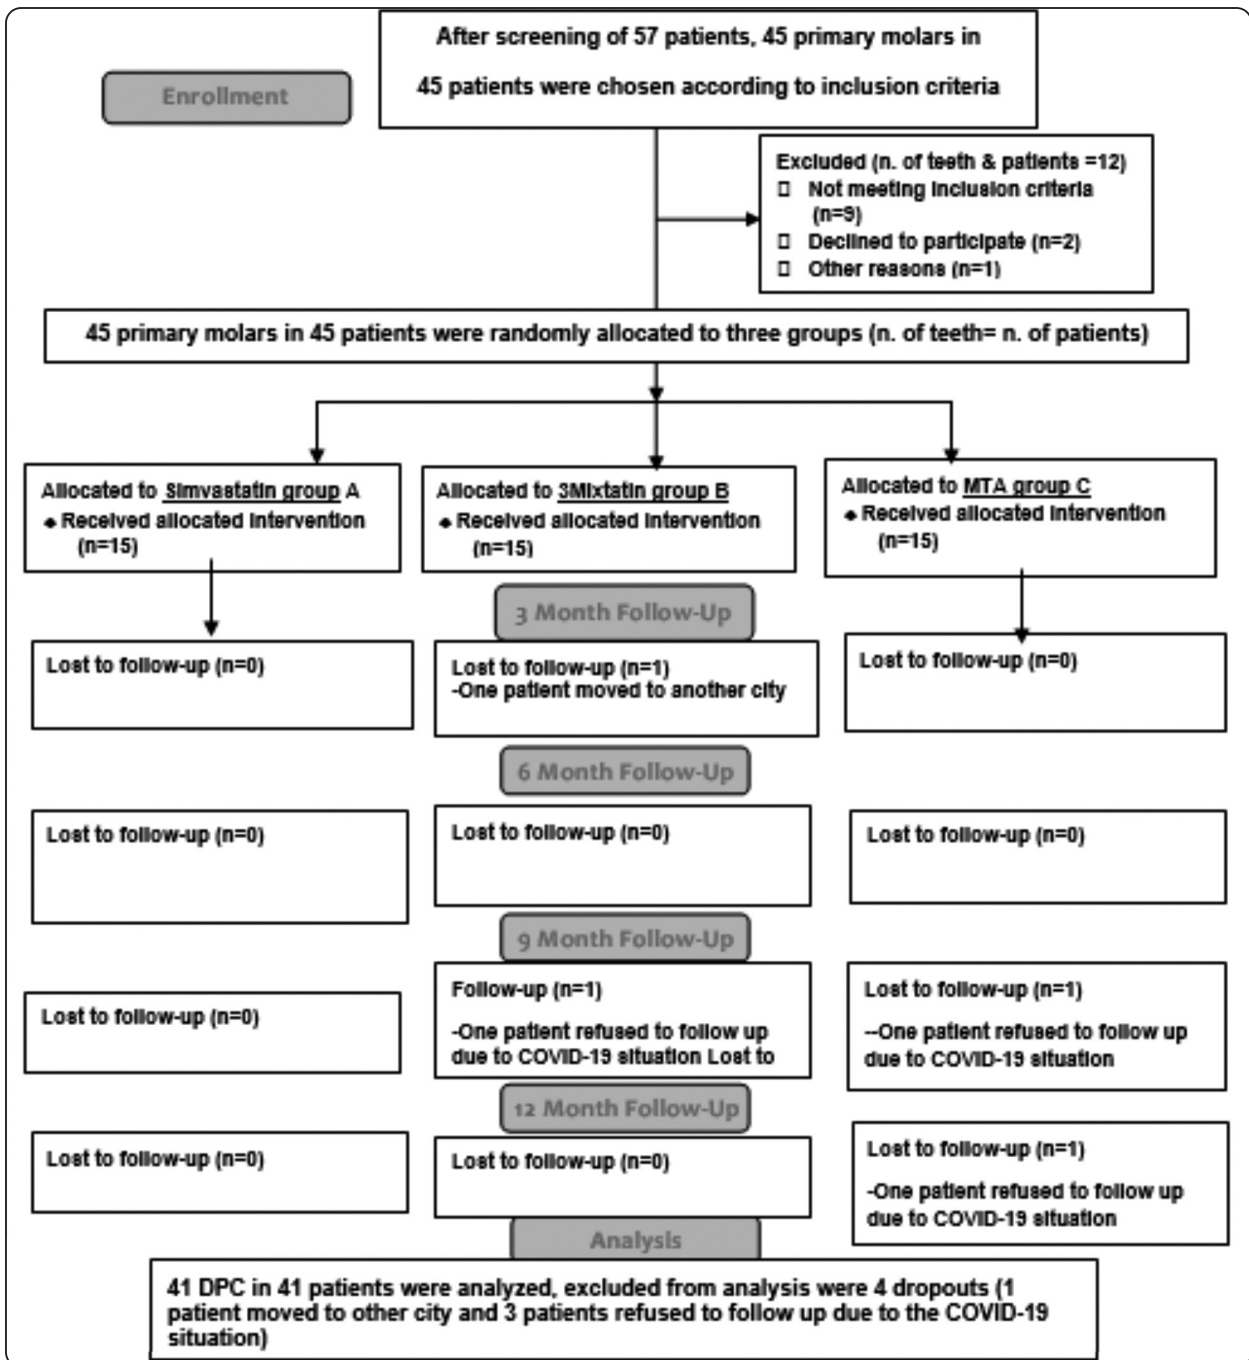 After screening of 57 patients, 45 primary molars in
45 patients were chosen according to inclusion criteria
Enrollment
Excluded (n. of teeth & patients =12)
Not meeting inclusion criteria
(n=9)
Declined to participate (n=2)
Other reasons (n=1)
45 primary molars in 45 patients were randomly allocated to three groups (n. of teeth= n. of patients)
Allocated to Simvastatin group A
Received allocated intervention
(n=15)
Allocated to 3Mixtatin group B
Received allocated intervention
(n=15)
Allocated to MTA group C
Received allocated intervention
(n=15)
3 Month Follow-Up
Lost to follow-up (n=0)
Lost to follow-up (n=1)
-One patient moved to another city
Lost to follow-up (n=0)
6 Month Follow-Up
Lost to follow-up (n=0)
Lost to follow-up (n=0)
Lost to follow-up (n=0)
9 Month Follow-Up
Lost to follow-up (n=0)
Follow-up (n=1)
-One patient refused to follow up
due to COVID-19 situation Lost to
Lost to follow-up (n=1)
--One patient refused to follow up
due to COVID-19 situation
12 Month Follow-Up
Lost to follow-up (n=0)
Lost to follow-up (n=0)
Lost to follow-up (n=1)
-One patient refused to follow up
due to COVID-19 situation
Analysis
41 DPC in 41 patients were analyzed, excluded from analysis were 4 dropouts (1
patient moved to other city and 3 patients refused to follow up due to the COVID-19
situation)